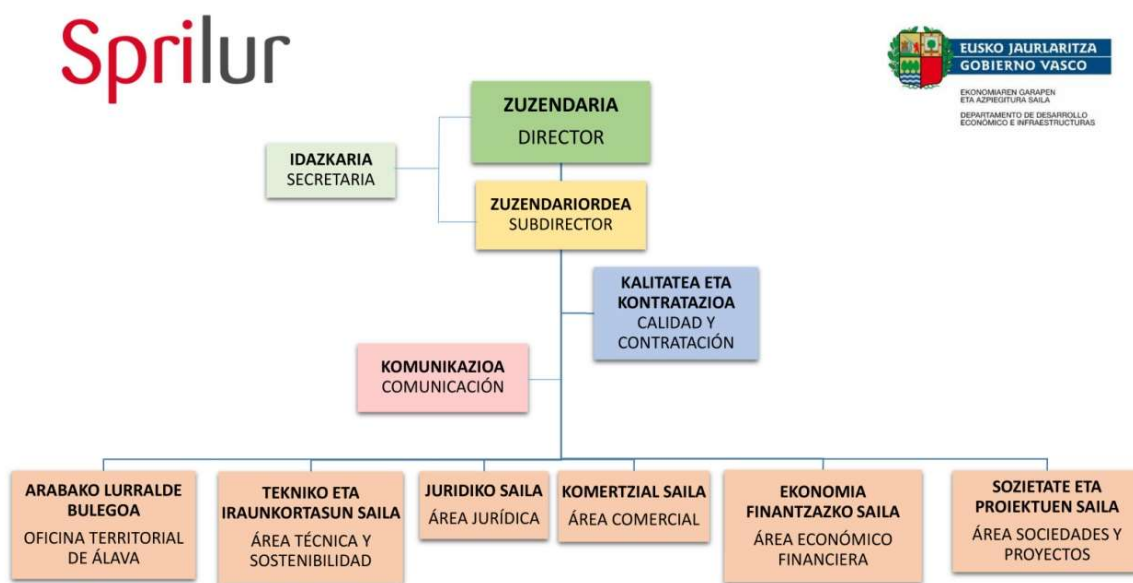 Sprilur
EUSKO JAURLARITZA
GOBIERNO VASCO
EKONOMIAREN GARAPEN
ETA AZPIEGITURA SAILA
DEPARTAMENTO DE DESARROLLO
ECONÓMICO E INFRAESTRUCTURAS
ZUZENDARIA
DIRECTOR
IDAZKARIA
SECRETARIA
ZUZENDARIORDEA
SUBDIRECTOR
KALITATEA ETA
KONTRATAZIOA
CALIDAD Y
CONTRATACIÓN
KOMUNIKAZIOA
COMUNICACIÓN
ARABAKO LURRALDE
BULEGOA
OFICINA TERRITORIAL
DE ÁLAVA
TEKNIKO ETA
IRAUNKORTASUN SAILA
ÁREA TÉCNICA Y
SOSTENIBILIDAD
JURIDIKO SAILA
ÁREA JURÍDICA
KOMERTZIAL SAILA
ÁREA COMERCIAL
EKONOMIA
FINANTZAZKO SAILA
ÁREA ECONÓMICO
FINANCIERA
SOZIETATE ETA
PROIEKTUEN SAILA
ÁREA SOCIEDADES Y
PROYECTOS